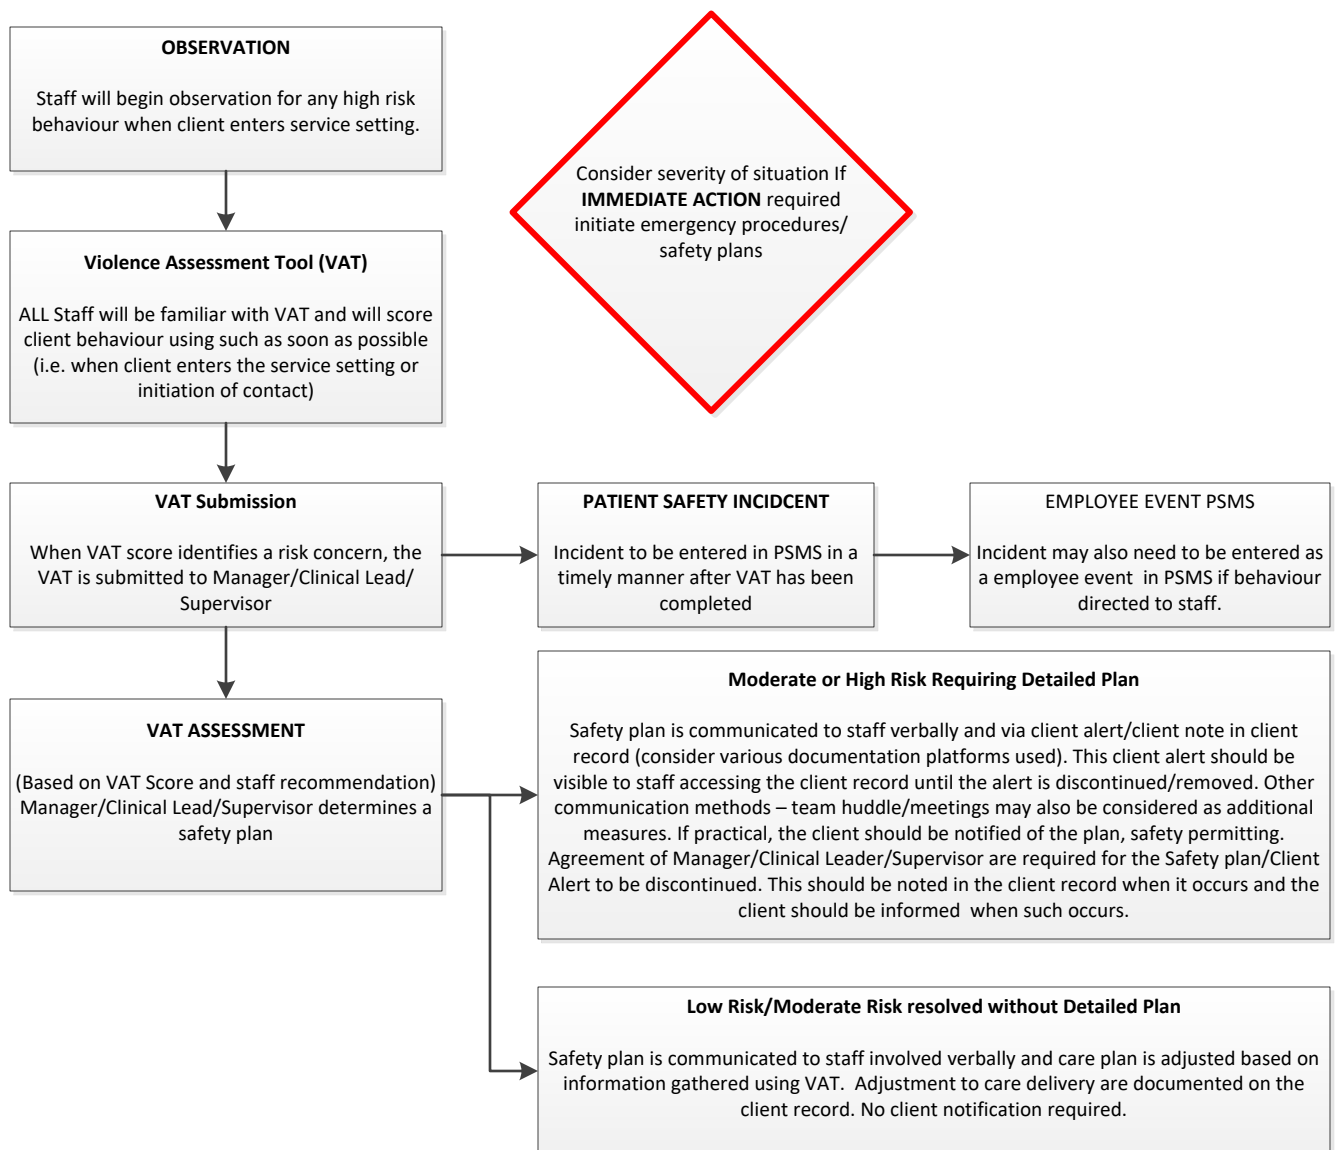 OBSERVATION
Staff will begin observation for any high risk
behaviour when client enters service setting.
Consider severity of situation If
IMMEDIATE ACTION required
initiate emergency procedures/
safety plans
Violence Assessment Tool (VAT)
ALL Staff will be familiar with VAT and will score
client behaviour using such as soon as possible
(i.e. when client enters the service setting or
initiation of contact)
VAT Submission
When VAT score identifies a risk concern, the
VAT is submitted to Manager/Clinical Lead/
Supervisor
PATIENT SAFETY INCIDCENT
Incident to be entered in PSMS in a
timely manner after VAT has been
completed
EMPLOYEE EVENT PSMS
Incident may also need to be entered as
a employee event  in PSMS if behaviour
directed to staff.
VAT ASSESSMENT
(Based on VAT Score and staff recommendation)
Manager/Clinical Lead/Supervisor determines a
safety plan
Moderate or High Risk Requiring Detailed Plan
Safety plan is communicated to staff verbally and via client alert/client note in client
record (consider various documentation platforms used). This client alert should be
visible to staff accessing the client record until the alert is discontinued/removed. Other
communication methods – team huddle/meetings may also be considered as additional
measures. If practical, the client should be notified of the plan, safety permitting.
Agreement of Manager/Clinical Leader/Supervisor are required for the Safety plan/Client
Alert to be discontinued. This should be noted in the client record when it occurs and the
client should be informed  when such occurs.
Low Risk/Moderate Risk resolved without Detailed Plan
Safety plan is communicated to staff involved verbally and care plan is adjusted based on
information gathered using VAT.  Adjustment to care delivery are documented on the
client record. No client notification required.